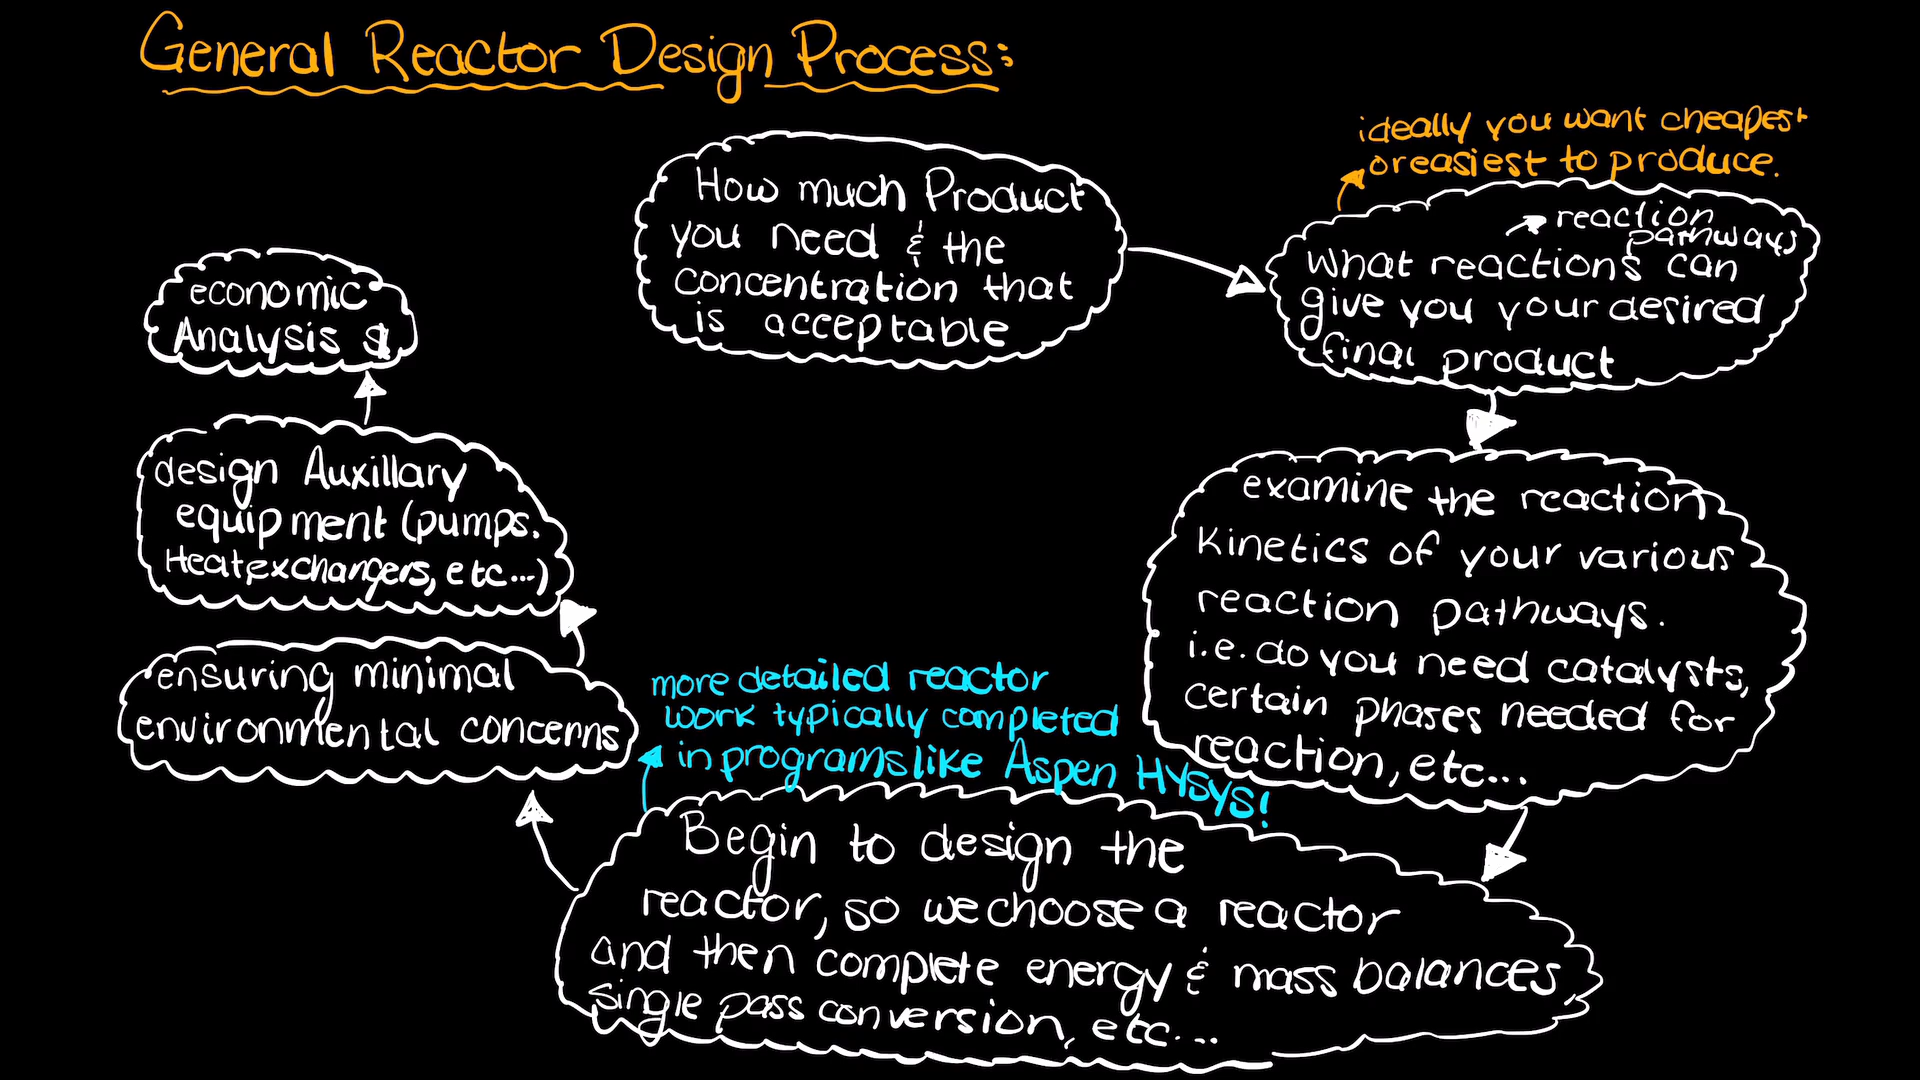 General Reactor Design Process:
How much Product
you need & the
concentration that
is acceptable
ideally you want cheapest
or easiest to produce.
reaction
pathways
What reactions can
give you your desired
final product
examine the reaction
Kinetics of your various
reaction pathways.
i.e. do you need catalysts,
certain phases needed for
reaction, etc...
more detailed reactor
work typically completed
in programs like Aspen HYSYS!
Begin to design the
reactor, so we choose a reactor
and then complete energy & mass balances,
single pass conversion, etc...
ensuring minimal
environmental concerns
design Auxillary
equipment (pumps.
Heat exchangers, etc...)
economic
Analysis $